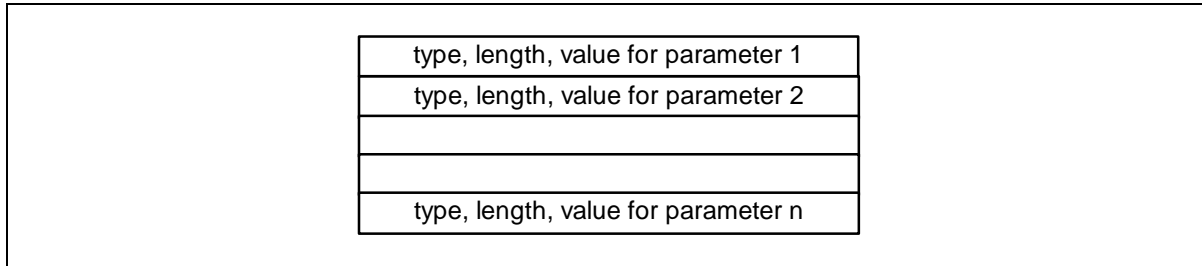 type, length, value for parameter 1
type, length, value for parameter 2
type, length, value for parameter n